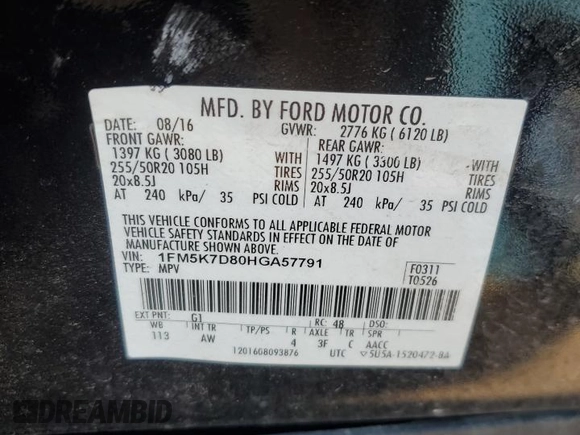 MFD. BY FORD MOTOR CO.
DATE: 08/16 GVWR: 2776 KG ( 6120 LB)
FRONT GAWR: REAR GAWR:
1397 KG ( 3080 LB) WITH 1497 KG ( 3300 LB) WITH
255/50R20 105H TIRES 255/50R20 105H TIRES
20x8.5J RIMS 20x8.5J RIMS
AT 240 kPa/ 35 PSI COLD AT 240 kPa/ 35 PSI COLD
THIS VEHICLE CONFORMS TO ALL APPLICABLE FEDERAL MOTOR
VEHICLE SAFETY STANDARDS IN EFFECT ON THE DATE OF
MANUFACTURE SHOWN ABOVE.
VIN: 1FM5K7D80HGA57791
TYPE: MPV
F0311
T0526
EXT PNT: G1 RC: 48 DSO:
WB INT TR TP/PS R AXLE TR SPR
113 AW 4 3F C AACC
1201608093876 UTC 5U5A-1520472-BA
DREAMBID